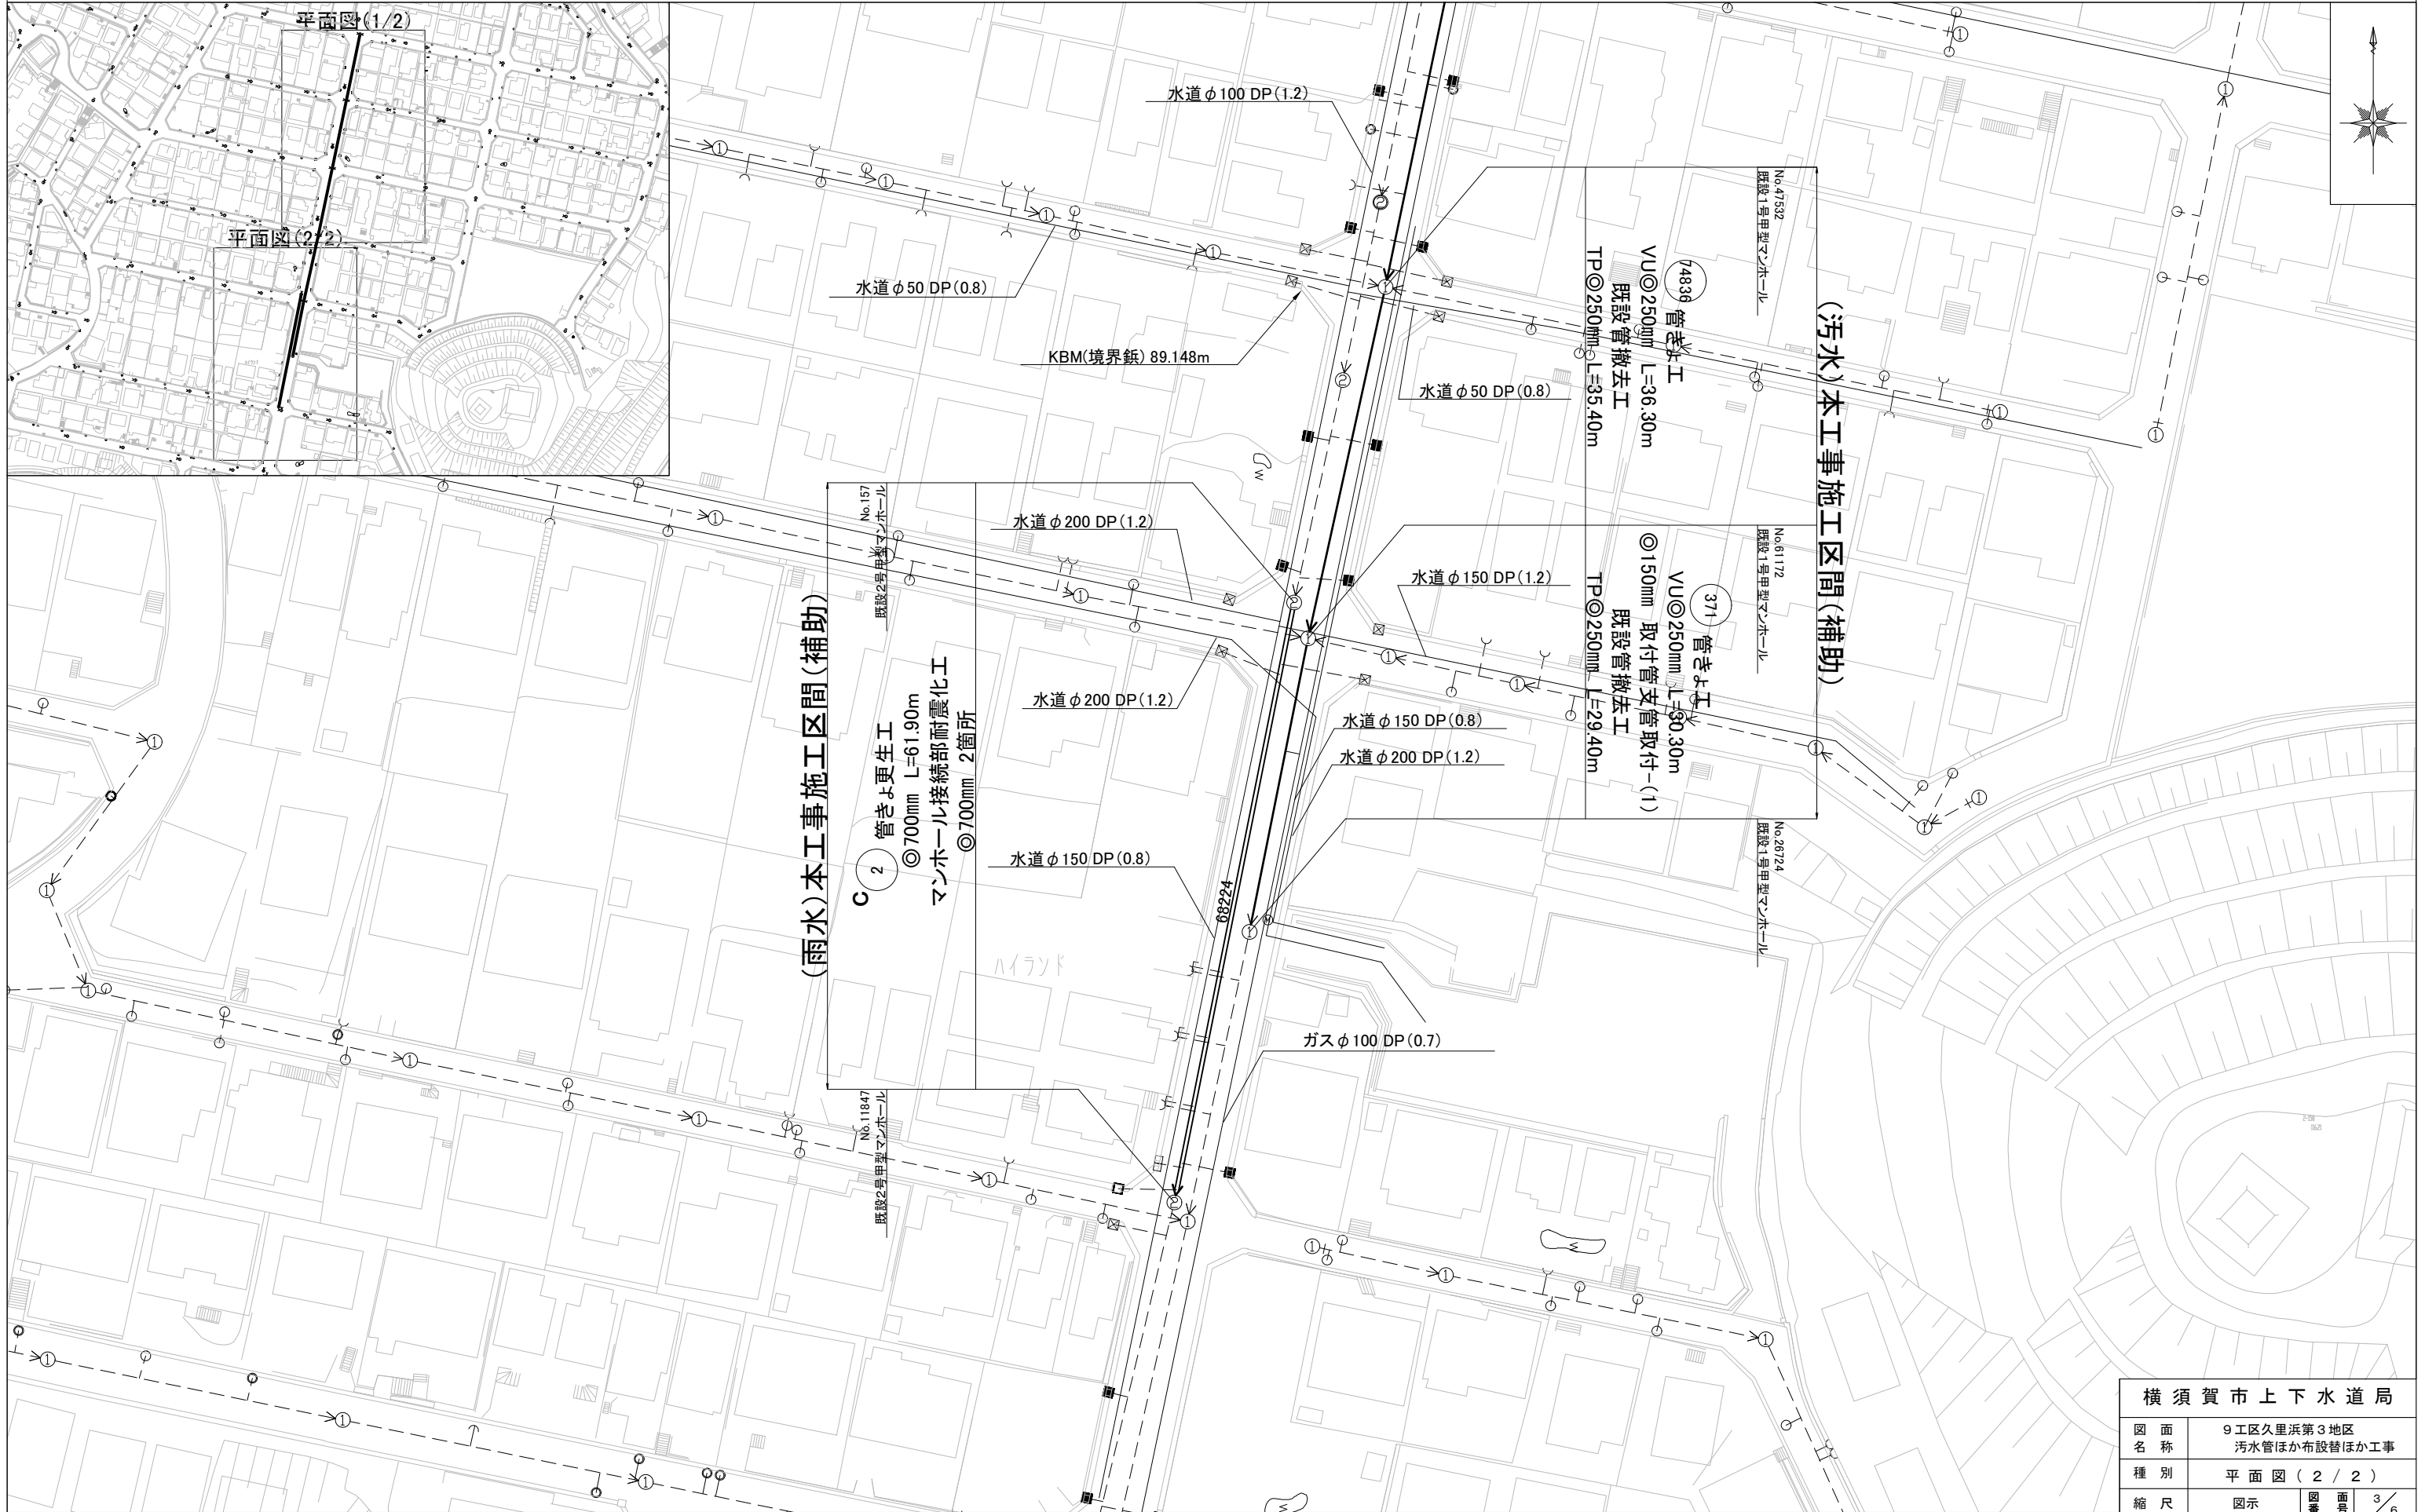 平面図(1/2)
平面図(2/2)
水道φ100 DP(1.2)
水道φ50 DP(0.8)
KBM(境界鋲) 89.148m
水道φ50 DP(0.8)
水道φ200 DP(1.2)
水道φ150 DP(1.2)
水道φ200 DP(1.2)
水道φ150 DP(0.8)
水道φ200 DP(1.2)
水道φ150 DP(0.8)
ガスφ100 DP(0.7)
68224
ハイランド
(汚水)本工事施工区間(補助)
No.47532
既設1号甲型マンホール
74836 管きょ工
VU◎250mm L=36.30m
既設管撤去工
TP◎250mm L=35.40m
No.61172
既設1号甲型マンホール
371 管きょ工
VU◎250mm L=30.30m
◎150mm 取付管支管取付-(1)
既設管撤去工
TP◎250mm L=29.40m
No.26724
既設1号甲型マンホール
(雨水)本工事施工区間(補助)
No.157
既設2号甲型マンホール
C 2 管きょ更生工
◎700mm L=61.90m
マンホール接続部耐震化工
◎700mm 2箇所
No.11847
既設2号甲型マンホール
横須賀市上下水道局
図面名称 9工区久里浜第3地区
汚水管ほか布設替ほか工事
種別 平面図(2/2)
縮尺 図示 図面番号 3/6